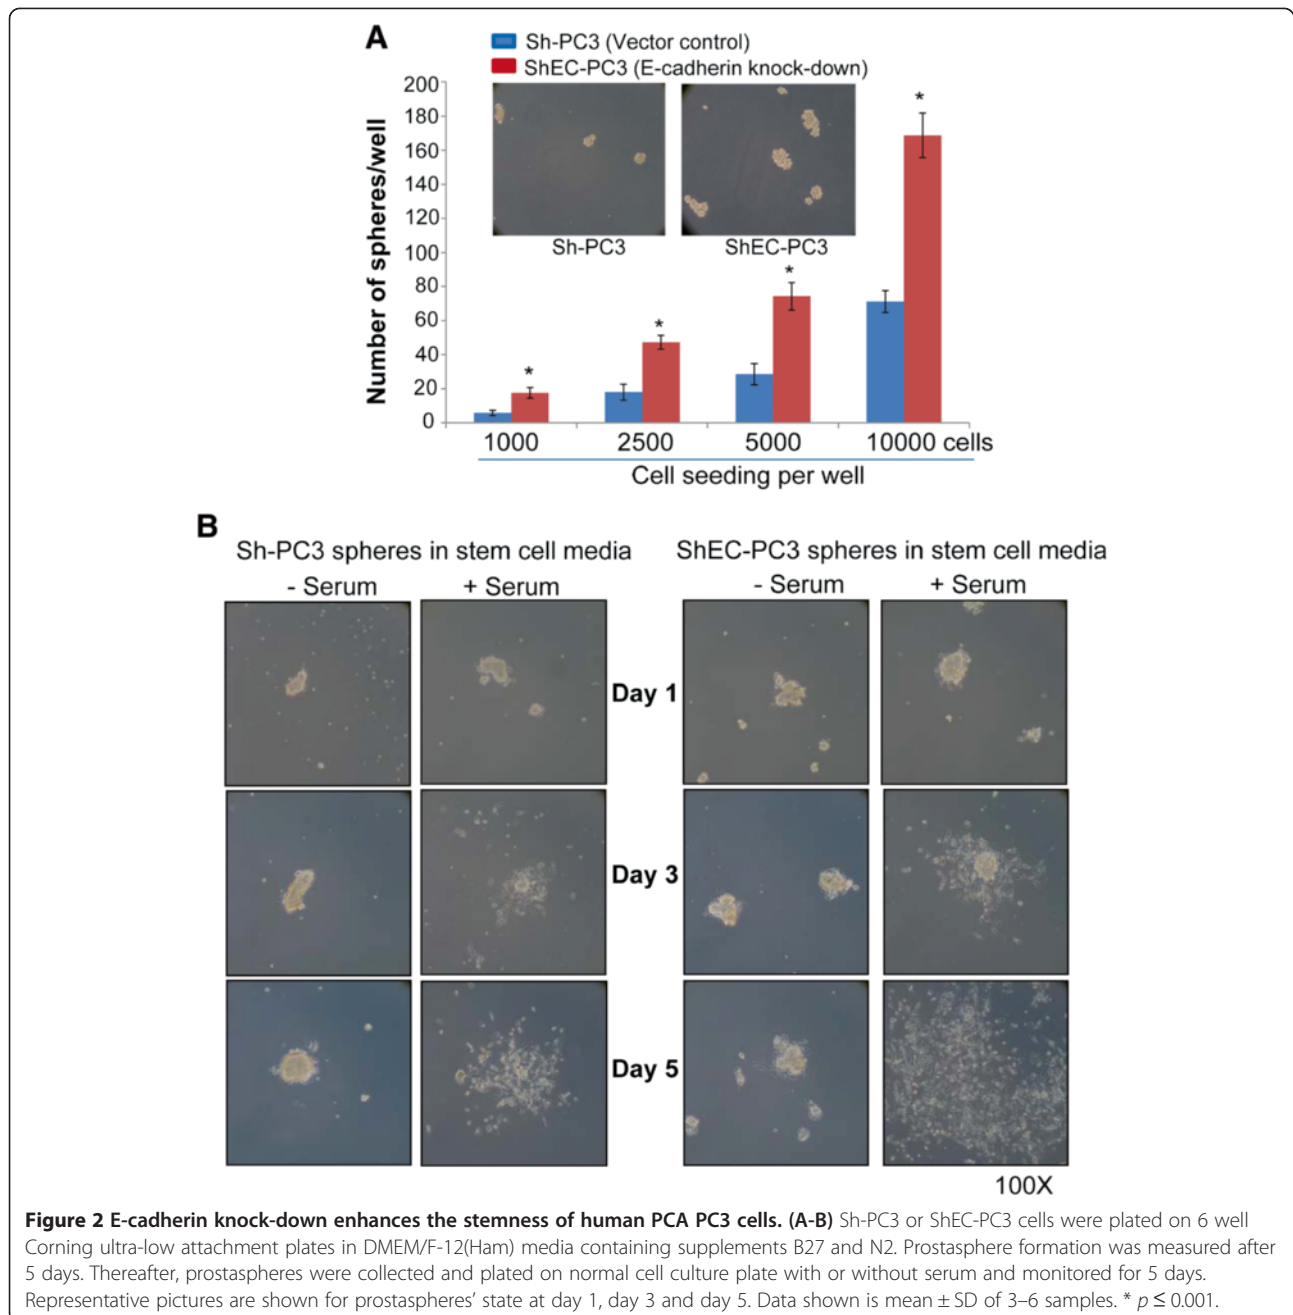 A
Sh-PC3 (Vector control)
ShEC-PC3 (E-cadherin knock-down)
Number of spheres/well
200
180
160
140
120
100
80
60
40
20
0
Sh-PC3
ShEC-PC3
*
*
*
*
1000 2500 5000 10000 cells
Cell seeding per well
B
Sh-PC3 spheres in stem cell media
- Serum + Serum
ShEC-PC3 spheres in stem cell media
- Serum + Serum
Day 1
Day 3
Day 5
100X
Figure 2 E-cadherin knock-down enhances the stemness of human PCA PC3 cells. (A-B) Sh-PC3 or ShEC-PC3 cells were plated on 6 well
Corning ultra-low attachment plates in DMEM/F-12(Ham) media containing supplements B27 and N2. Prostasphere formation was measured after
5 days. Thereafter, prostaspheres were collected and plated on normal cell culture plate with or without serum and monitored for 5 days.
Representative pictures are shown for prostaspheres' state at day 1, day 3 and day 5. Data shown is mean ± SD of 3–6 samples. * p ≤ 0.001.